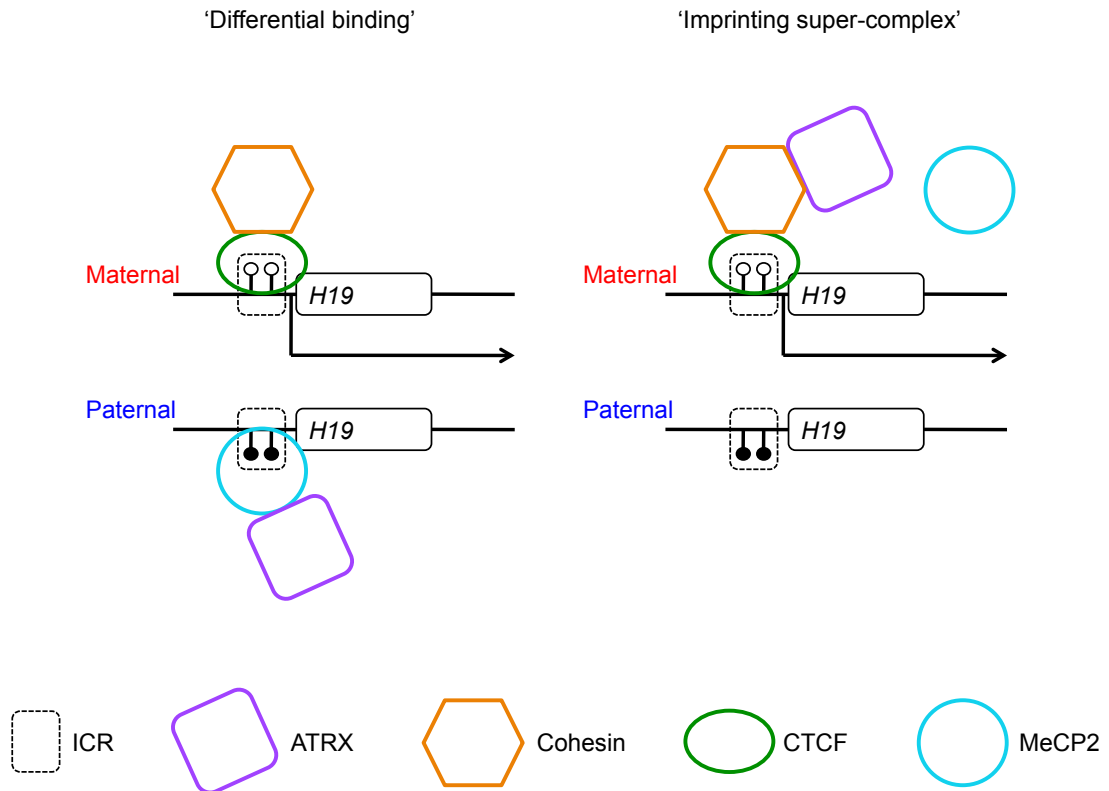 ‘Differential binding’
‘Imprinting super-complex’
Maternal
H19
Maternal
H19
Paternal
H19
Paternal
H19
ICR
ATRX
Cohesin
CTCF
MeCP2